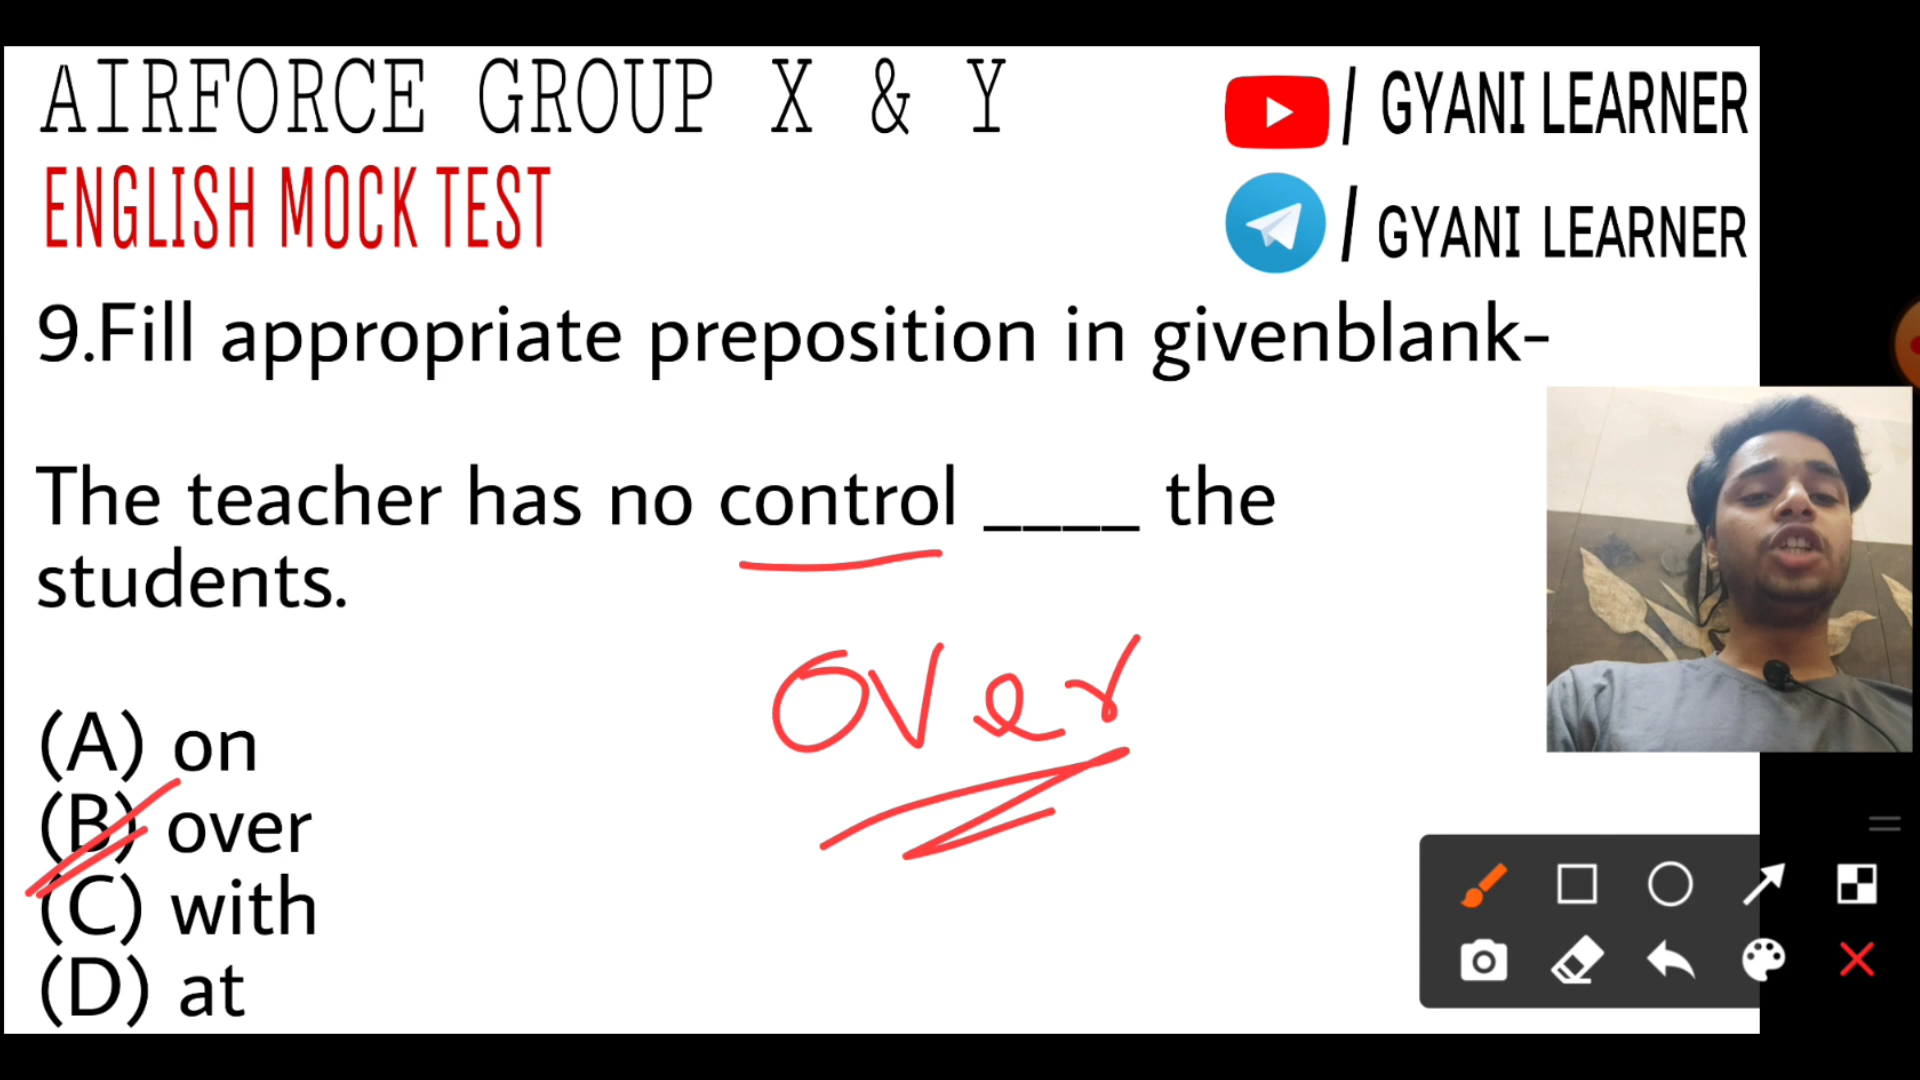 AIRFORCE GROUP X & Y
/ GYANI LEARNER
ENGLISH MOCK TEST
/ GYANI LEARNER
9.Fill appropriate preposition in givenblank-
The teacher has no control ____ the
students.
over
(A) on
(B) over
(C) with
(D) at